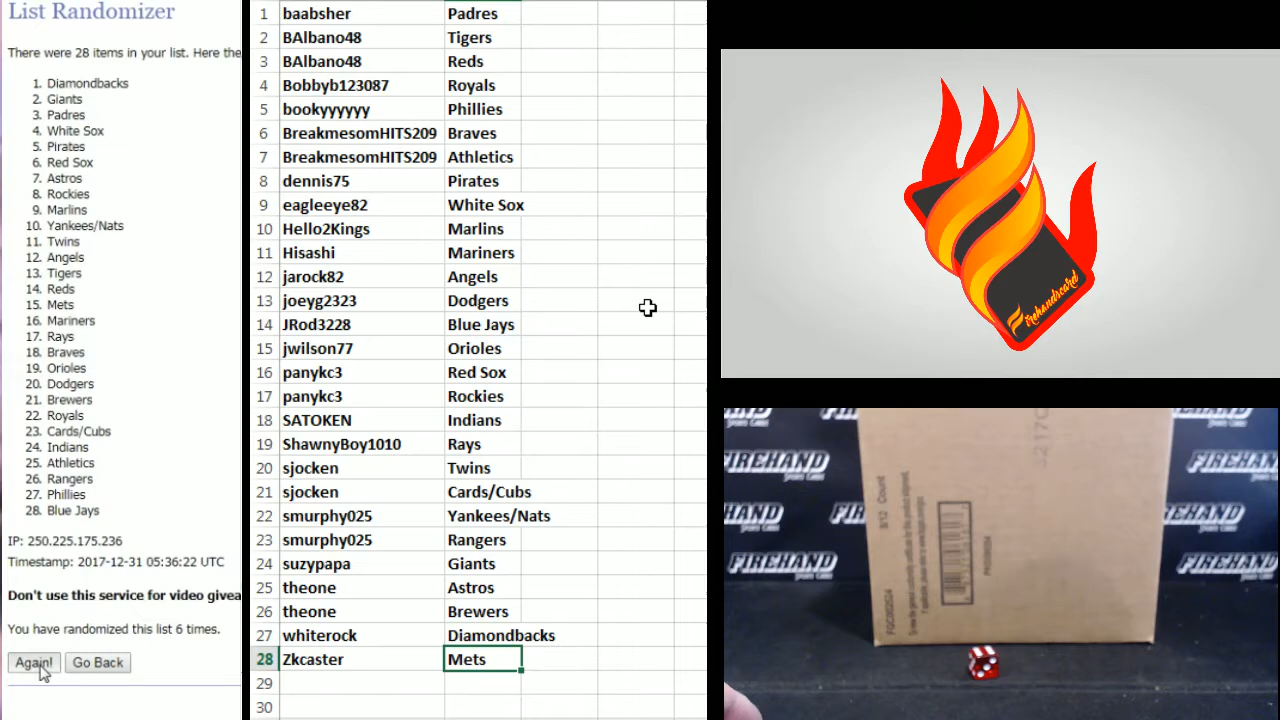 List Randomizer
There were 28 items in your list. Here the
1. Diamondbacks
2. Giants
3. Padres
4. White Sox
5. Pirates
6. Red Sox
7. Astros
8. Rockies
9. Marlins
10. Yankees/Nats
11. Twins
12. Angels
13. Tigers
14. Reds
15. Mets
16. Mariners
17. Rays
18. Braves
19. Orioles
20. Dodgers
21. Brewers
22. Royals
23. Cards/Cubs
24. Indians
25. Athletics
26. Rangers
27. Phillies
28. Blue Jays
IP: 250.225.175.236
Timestamp: 2017-12-31 05:36:22 UTC
Don't use this service for video givea
You have randomized this list 6 times.
Again! Go Back
1 baabsher Padres
2 BAlbano48 Tigers
3 BAlbano48 Reds
4 Bobbyb123087 Royals
5 bookyyyyyy Phillies
6 BreakmesomHITS209 Braves
7 BreakmesomHITS209 Athletics
8 dennis75 Pirates
9 eagleeye82 White Sox
10 Hello2Kings Marlins
11 Hisashi Mariners
12 jarock82 Angels
13 joeyg2323 Dodgers
14 JRod3228 Blue Jays
15 jwilson77 Orioles
16 panykc3 Red Sox
17 panykc3 Rockies
18 SATOKEN Indians
19 ShawnyBoy1010 Rays
20 sjocken Twins
21 sjocken Cards/Cubs
22 smurphy025 Yankees/Nats
23 smurphy025 Rangers
24 suzypapa Giants
25 theone Astros
26 theone Brewers
27 whiterock Diamondbacks
28 Zkcaster Mets
29
30
Firehandscard
FIREHAND
FIREHAND
FIREHAND
FIREHAND